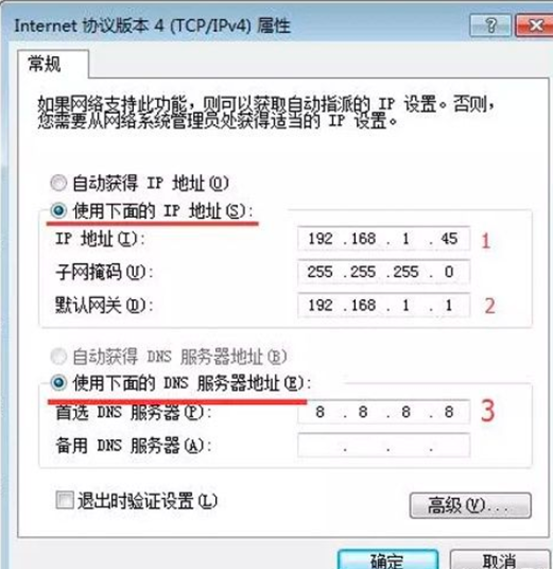 Internet 协议版本 4 (TCP/IPv4) 属性
常规
如果网络支持此功能，则可以获取自动指派的 IP 设置。否则，
您需要从网络系统管理员处获得适当的 IP 设置。
自动获得 IP 地址(O)
使用下面的 IP 地址(S):
IP 地址(I): 192 .168 . 1 . 45 1
子网掩码(U): 255 .255 .255 . 0
默认网关(D): 192 .168 . 1 . 1 2
自动获得 DNS 服务器地址(B)
使用下面的 DNS 服务器地址(E):
首选 DNS 服务器(P): 8 . 8 . 8 . 8 3
备用 DNS 服务器(A): . . .
退出时验证设置(L)
高级(V)...
确定 取消